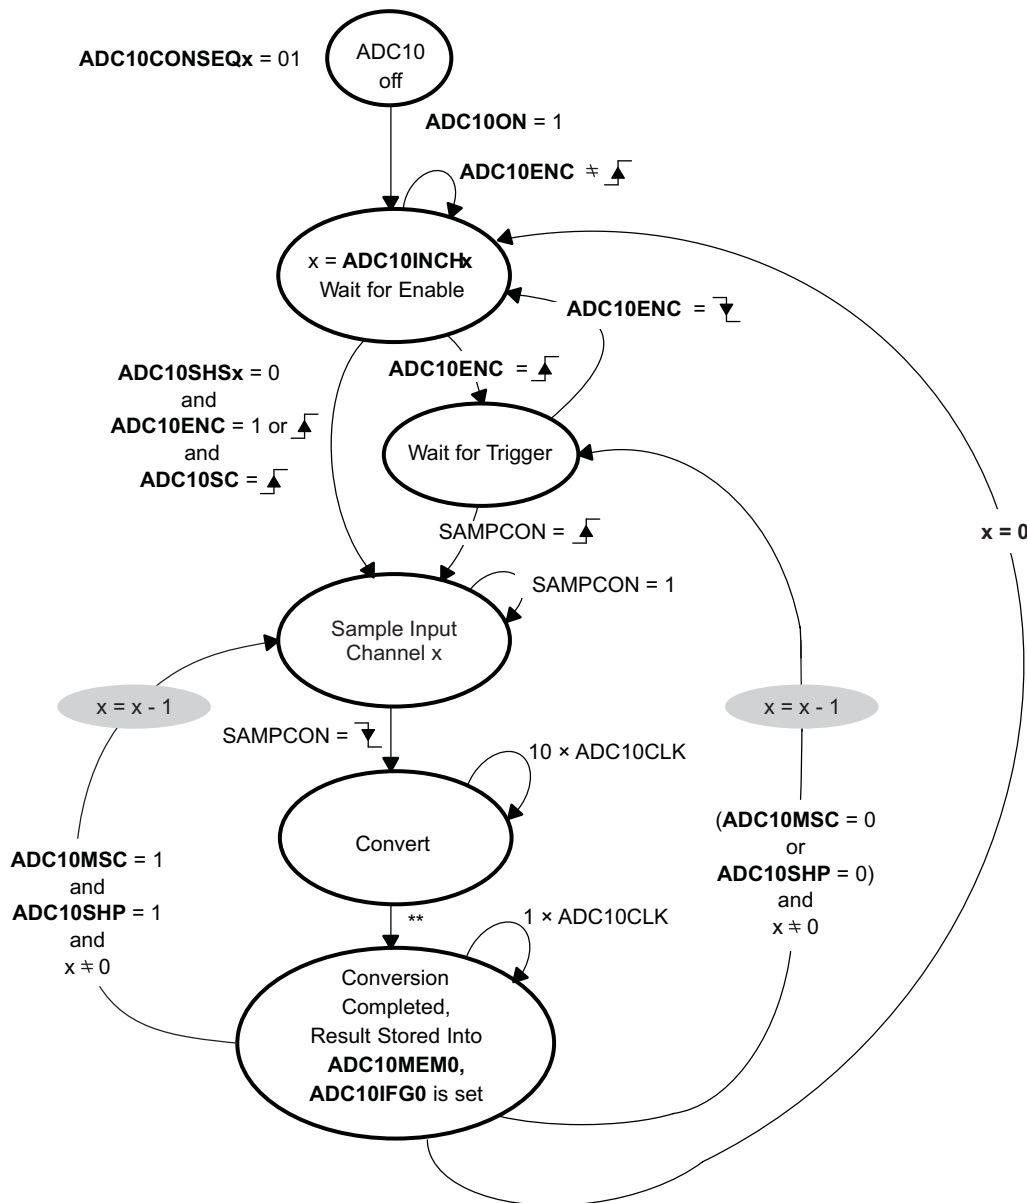 ADC10CONSEQx = 01
ADC10
off
ADC10ON = 1
ADC10ENC ≠
x = ADC10INCHx
Wait for Enable
ADC10ENC =
ADC10SHSx = 0
and
ADC10ENC = 1 or
and
ADC10SC =
ADC10ENC =
Wait for Trigger
SAMPCON =
x = 0
SAMPCON = 1
Sample Input
Channel x
x = x - 1
x = x - 1
SAMPCON =
10 × ADC10CLK
Convert
(ADC10MSC = 0
or
ADC10SHP = 0)
and
x ≠ 0
ADC10MSC = 1
and
ADC10SHP = 1
and
x ≠ 0
**
1 × ADC10CLK
Conversion
Completed,
Result Stored Into
ADC10MEM0,
ADC10IFG0 is set